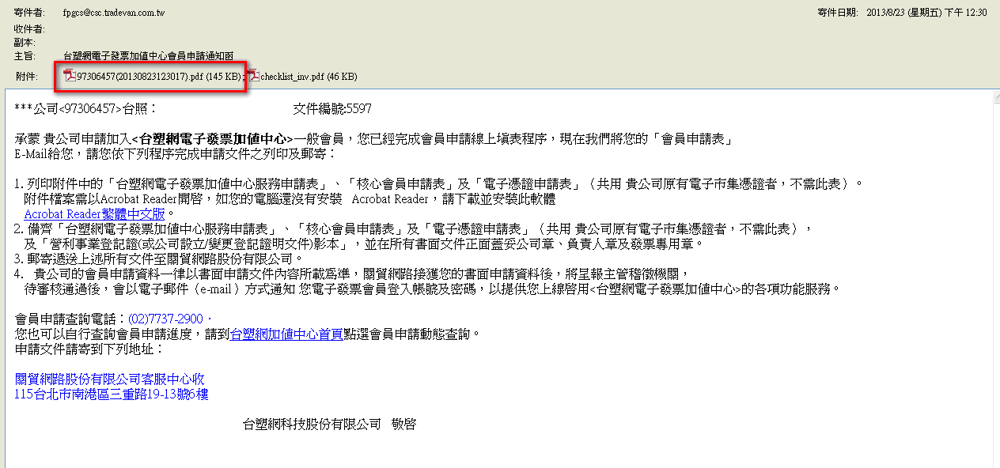 寄件者: fpgcs@csc.tradevan.com.tw 寄件日期: 2013/8/23 (星期五) 下午 12:30
收件者:
副本:
主旨: 台塑網電子發票加值中心會員申請通知函
附件: 97306457(20130823123017).pdf (145 KB); checklist_inv.pdf (46 KB)
***公司<97306457>台照： 文件編號:5597
承蒙 貴公司申請加入<台塑網電子發票加值中心>一般會員，您已經完成會員申請線上填表程序，現在我們將您的「會員申請表」
E-Mail給您，請您依下列程序完成申請文件之列印及郵寄：
1. 列印附件中的「台塑網電子發票加值中心服務申請表」、「核心會員申請表」及「電子憑證申請表」（共用 貴公司原有電子市集憑證者，不需此表）。
附件檔案需以Acrobat Reader開啓，如您的電腦還沒有安裝 Acrobat Reader，請下載並安裝此軟體
Acrobat Reader繁體中文版。
2. 備齊「台塑網電子發票加值中心服務申請表」、「核心會員申請表」及「電子憑證申請表」（共用 貴公司原有電子市集憑證者，不需此表），
及「營利事業登記證(或公司設立/變更登記證明文件)影本」，並在所有書面文件正面蓋妥公司章、負責人章及發票專用章。
3. 郵寄遞送上述所有文件至關貿網路股份有限公司。
4. 貴公司的會員申請資料一律以書面申請文件內容所載為準，關貿網路接獲您的書面申請資料後，將呈報主管稽徵機關，
待審核通過後，會以電子郵件（e-mail）方式通知 您電子發票會員登入帳號及密碼，以提供您上線啓用<台塑網電子發票加值中心>的各項功能服務。
會員申請查詢電話：(02)7737-2900．
您也可以自行查詢會員申請進度，請到台塑網加值中心首頁點選會員申請動態查詢。
申請文件請寄到下列地址：
關貿網路股份有限公司客服中心收
115台北市南港區三重路19-13號6樓
台塑網科技股份有限公司 敬啓